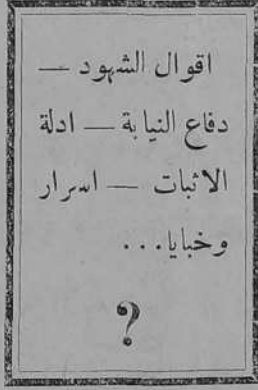 اقوال الشهود —
دفاع النيابة — ادلة
الاثبات — اسرار
وخبايا...
؟